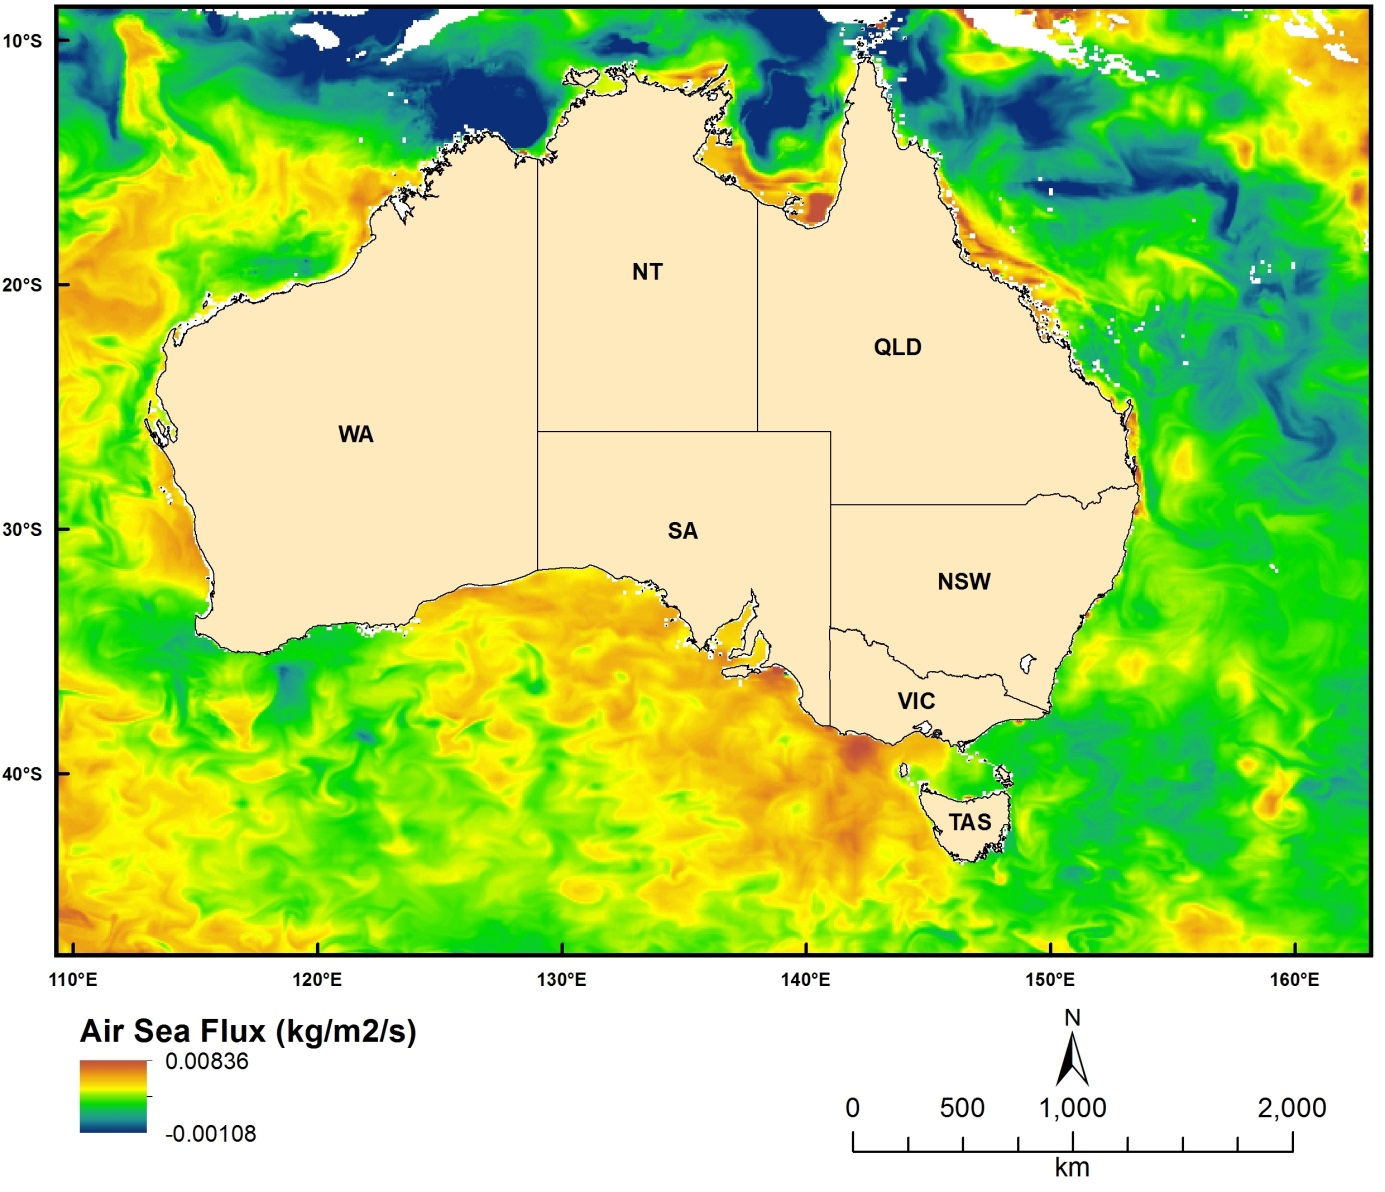 10°S
20°S
30°S
40°S
NT
QLD
WA
SA
NSW
VIC
TAS
110°E 120°E 130°E 140°E 150°E 160°E
Air Sea Flux (kg/m2/s)
0.00836
-0.00108
N
0 500 1,000 2,000
km